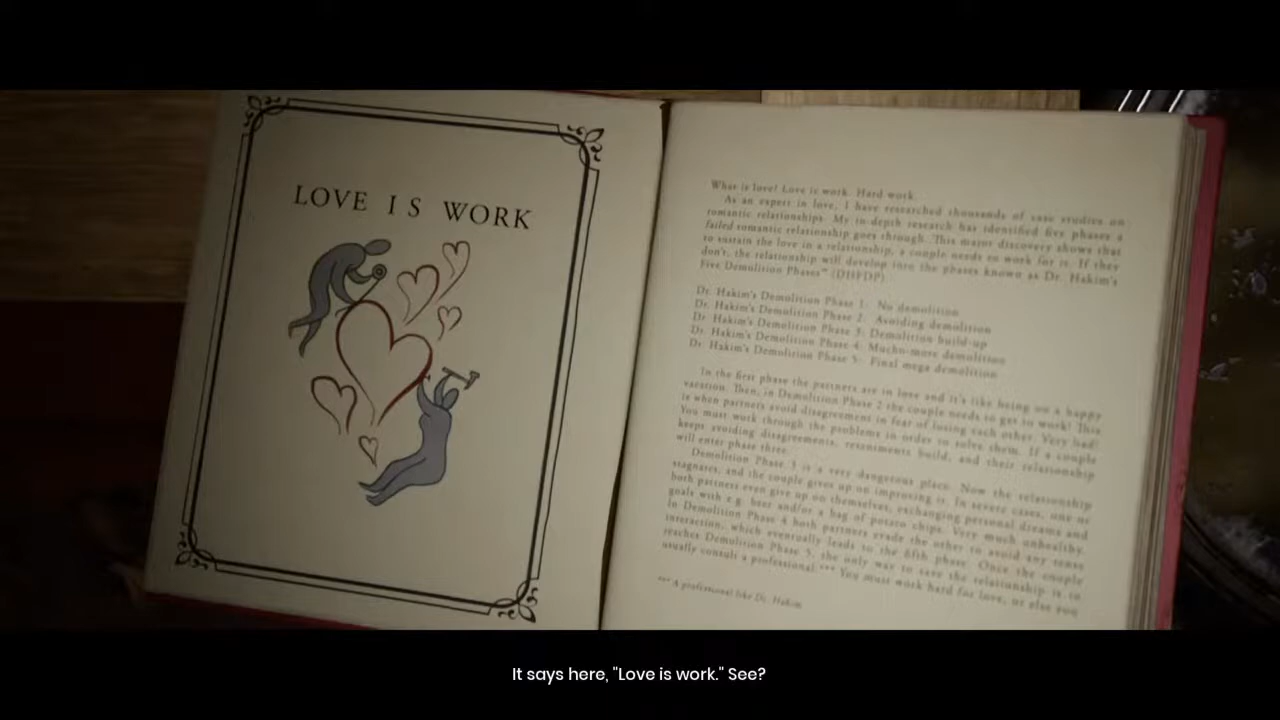 LOVE IS WORK
What is love? Love is work. Hard work.
As an expert in love, I have researched thousands of case studies on
romantic relationships. My in-depth research has identified five phases a
failed romantic relationship goes through. This major discovery shows that
to sustain the love in a relationship, a couple needs to work for it. If they
don't, the relationship will develop into the phases known as Dr. Hakim's
Five Demolition Phases™ (DHFDP)
Dr. Hakim's Demolition Phase 1: No demolition
Dr. Hakim's Demolition Phase 2: Avoiding demolition
Dr. Hakim's Demolition Phase 3: Demolition build-up
Dr. Hakim's Demolition Phase 4: Mucho-more demolition
Dr. Hakim's Demolition Phase 5: Final mega demolition
In the first phase the partners are in love and it's like being on a happy
vacation. Then, in Demolition Phase 2 the couple needs to get to work! This
is when partners avoid disagreement in fear of losing each other. Very bad!
You must work through the problems in order to solve them. If a couple
keeps avoiding disagreements, resentments build, and their relationship
will enter phase three.
Demolition Phase 3 is a very dangerous place. Now the relationship
stagnates, and the couple gives up on improving it. In severe cases, one or
both partners even give up on themselves, exchanging personal dreams and
goals with e.g. beer and/or a bag of potato chips. Very much unhealthy.
In Demolition Phase 4 both partners evade the other to avoid any tense
interaction, which eventually leads to the fifth phase. Once the couple
reaches Demolition Phase 5, the only way to save the relationship is to
usually consult a professional.*** You must work hard for love, or else you
***A professional like Dr. Hakim
It says here, "Love is work." See?